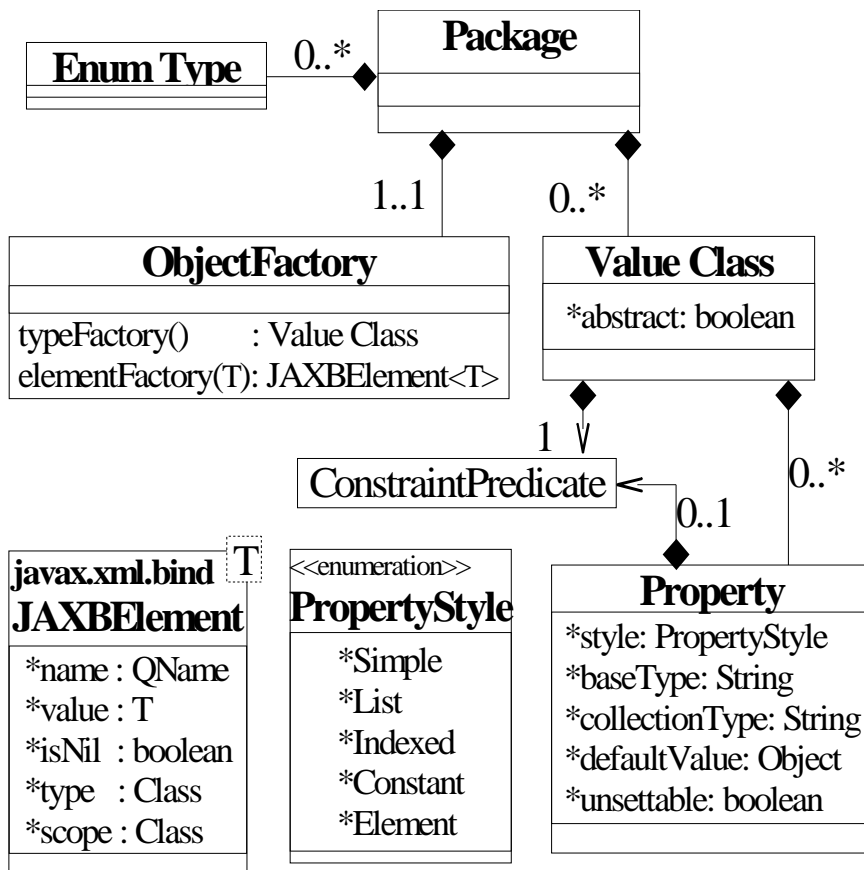 Package
Enum Type
0..*
1..1
0..*
ObjectFactory
typeFactory() : Value Class
elementFactory(T): JAXBElement<T>
Value Class
*abstract: boolean
1
ConstraintPredicate
0..*
0..1
T
javax.xml.bind
JAXBElement
*name : QName
*value : T
*isNil : boolean
*type : Class
*scope : Class
<<enumeration>>
PropertyStyle
*Simple
*List
*Indexed
*Constant
*Element
Property
*style: PropertyStyle
*baseType: String
*collectionType: String
*defaultValue: Object
*unsettable: boolean